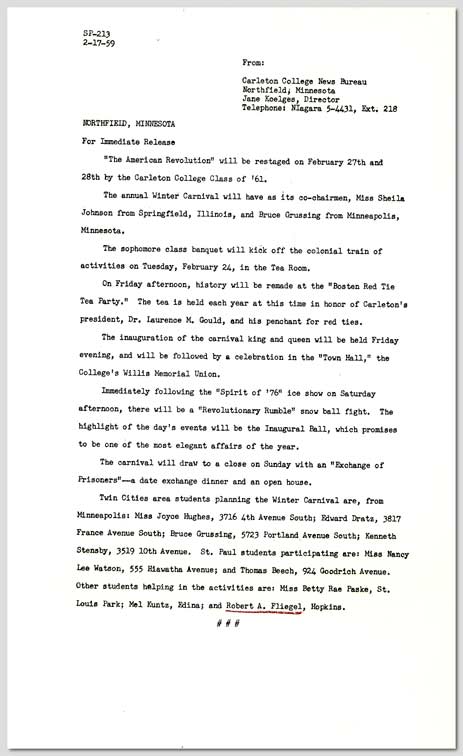 SP-213
2-17-59
From:
Carleton College News Bureau
Northfield, Minnesota
Jane Koelges, Director
Telephone: NIagara 5-4431, Ext. 218
NORTHFIELD, MINNESOTA
For Immediate Release
"The American Revolution" will be restaged on February 27th and
28th by the Carleton College Class of '61.
The annual Winter Carnival will have as its co-chairmen, Miss Sheila
Johnson from Springfield, Illinois, and Bruce Grussing from Minneapolis,
Minnesota.
The sophomore class banquet will kick off the colonial train of
activities on Tuesday, February 24, in the Tea Room.
On Friday afternoon, history will be remade at the "Bosten Red Tie
Tea Party." The tea is held each year at this time in honor of Carleton's
president, Dr. Laurence M. Gould, and his penchant for red ties.
The inauguration of the carnival king and queen will be held Friday
evening, and will be followed by a celebration in the "Town Hall," the
College's Willis Memorial Union.
Immediately following the "Spirit of '76" ice show on Saturday
afternoon, there will be a "Revolutionary Rumble" snow ball fight. The
highlight of the day's events will be the Inaugural Ball, which promises
to be one of the most elegant affairs of the year.
The carnival will draw to a close on Sunday with an "Exchange of
Prisoners"--a date exchange dinner and an open house.
Twin Cities area students planning the Winter Carnival are, from
Minneapolis: Miss Joyce Hughes, 3716 4th Avenue South; Edward Dratz, 3817
France Avenue South; Bruce Grussing, 5723 Portland Avenue South; Kenneth
Stensby, 3519 10th Avenue. St. Paul students participating are: Miss Nancy
Lee Watson, 555 Hiawatha Avenue; and Thomas Beech, 924 Goodrich Avenue.
Other students helping in the activities are: Miss Betty Rae Paske, St.
Louis Park; Mel Kuntz, Edina; and Robert A. Fliegel, Hopkins.
# # #